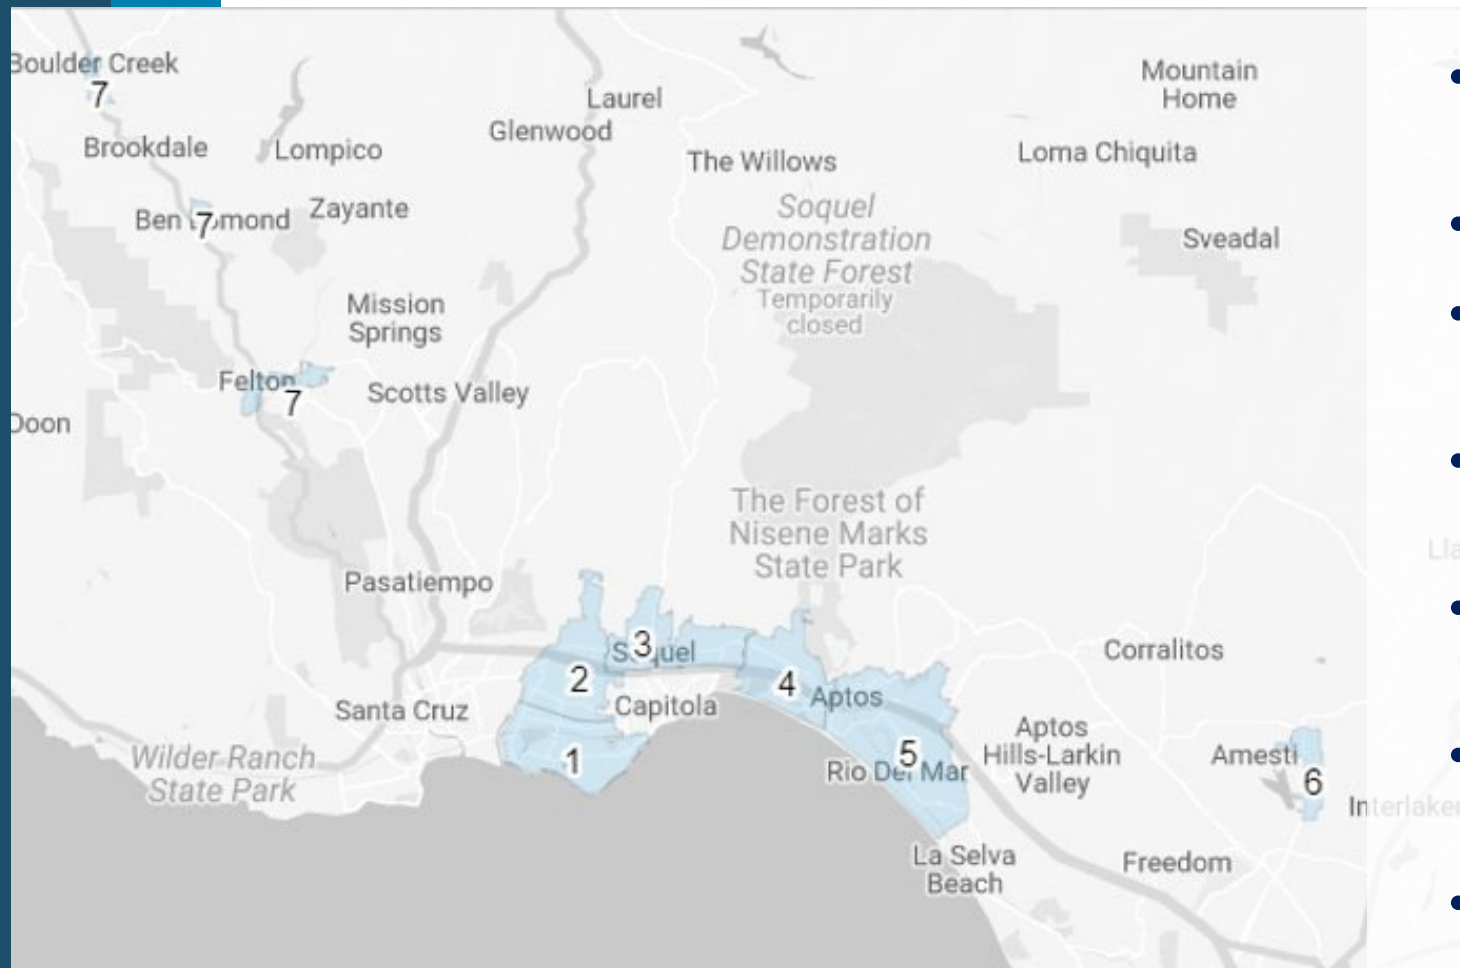 Boulder Creek
7
Mountain
Home
Laurel
Glenwood
Brookdale
Lompico
The Willows
Loma Chiquita
Zayante
Soquel
Demonstration
State Forest
Temporarily
closed
7
Sveadal
Mission
Springs
Felton
7
Scotts Valley
The Forest of
Nisene Marks
State Park
Pasatiempo
3
Corralitos
2
4
Aptos
Santa Cruz
Capitola
Aptos
Hills-Larkin
Valley
Wilder Ranch
State Park
1
5
Rio Del Mar
Amesti
6
La Selva
Beach
Freedom